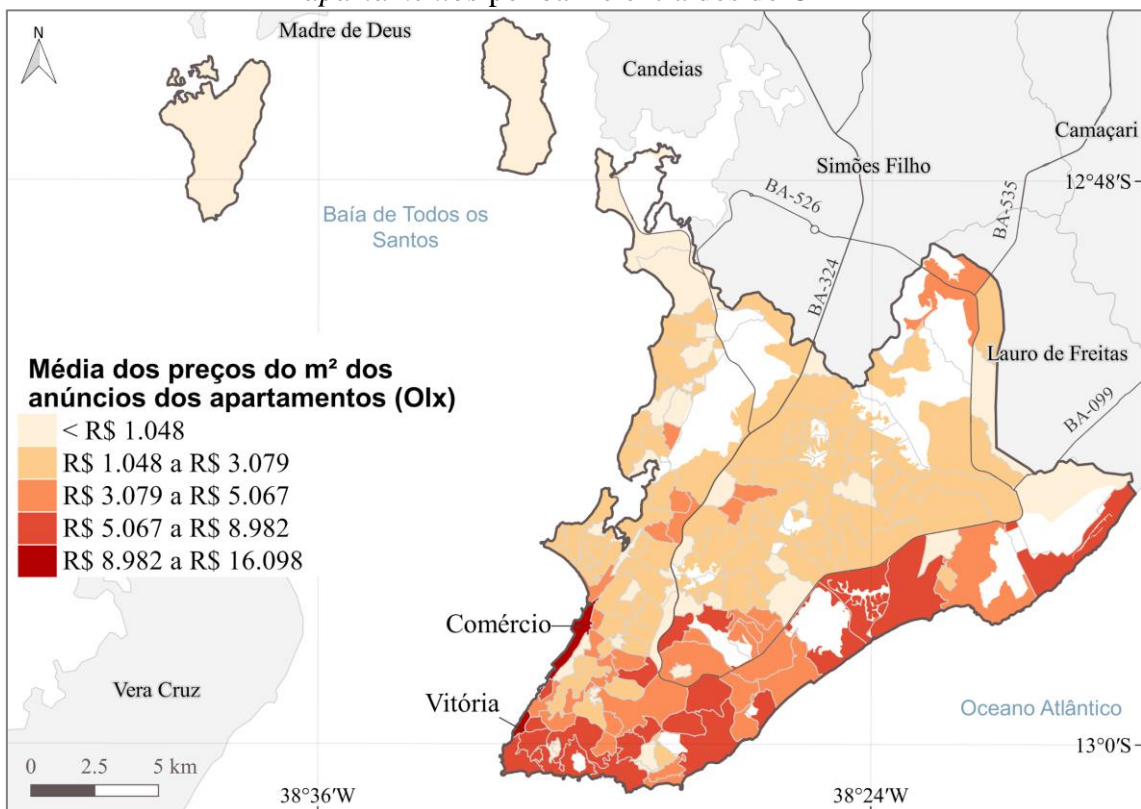 Madre de Deus
N
Candeias
Camaçari
Simões Filho
12°48'S
BA-526
BA-535
Baía de Todos os
Santos
BA-324
Lauro de Freitas
Média dos preços do m² dos
anúncios dos apartamentos (Olx)
BA-099
< R$ 1.048
R$ 1.048 a R$ 3.079
R$ 3.079 a R$ 5.067
R$ 5.067 a R$ 8.982
R$ 8.982 a R$ 16.098
Comércio
Vera Cruz
Vitória
Oceano Atlântico
13°0'S
0 2.5 5 km
38°36'W
38°24'W